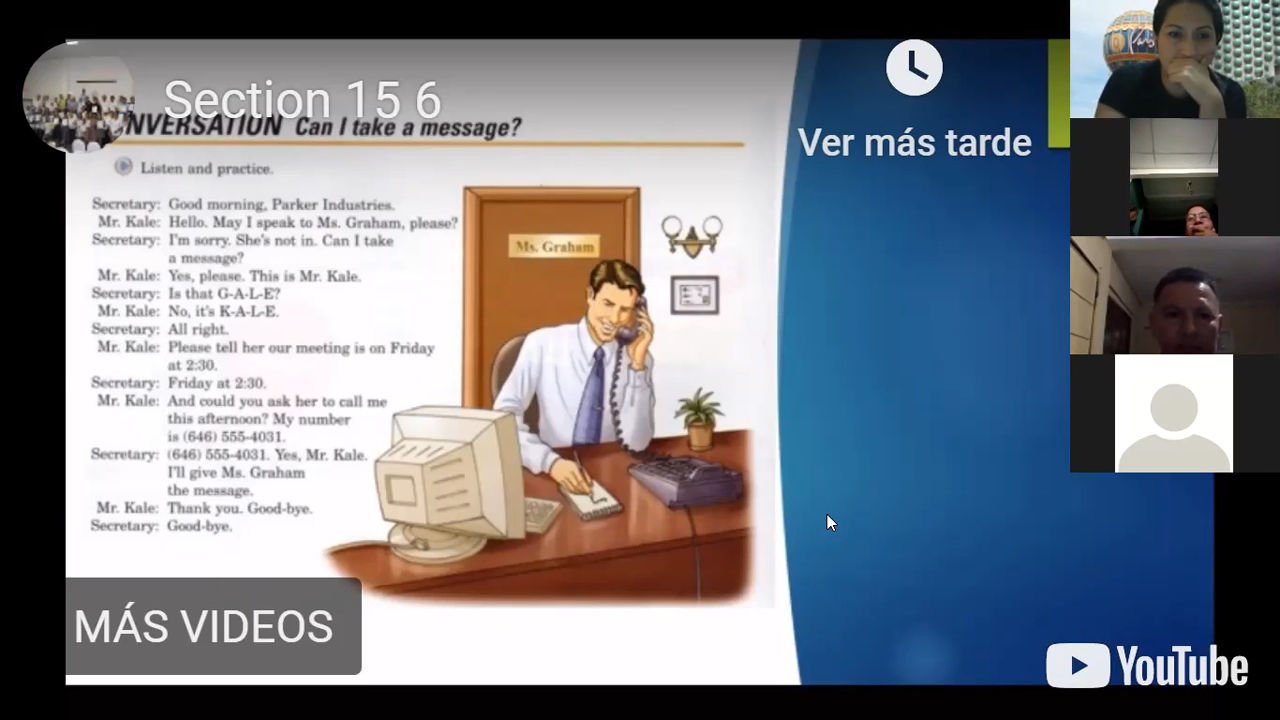 Section 15 6
NVERSATION Can I take a message?
Ver más tarde
Listen and practice.
Secretary: Good morning, Parker Industries.
Mr. Kale: Hello. May I speak to Ms. Graham, please?
Secretary: I'm sorry. She's not in. Can I take
a message?
Mr. Kale: Yes, please. This is Mr. Kale.
Secretary: Is that G-A-L-E?
Mr. Kale: No, it's K-A-L-E.
Secretary: All right.
Mr. Kale: Please tell her our meeting is on Friday
at 2:30.
Secretary: Friday at 2:30.
Mr. Kale: And could you ask her to call me
this afternoon? My number
is (646) 555-4031.
Secretary: (646) 555-4031. Yes, Mr. Kale.
I'll give Ms. Graham
the message.
Mr. Kale: Thank you. Good-bye.
Secretary: Good-bye.
Ms. Graham
MÁS VIDEOS
YouTube